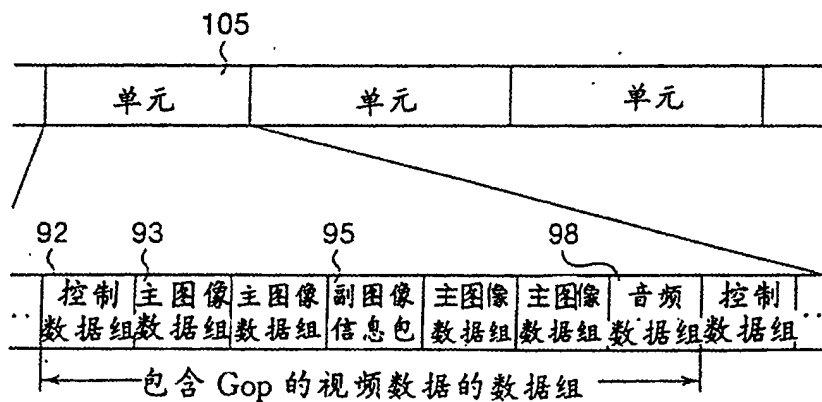 105
单元 单元 单元
92 93 95 98
控制 主图像 主图像 副图像 主图像 主图像 音频 控制
数据组 数据组 数据组 信息包 数据组 数据组 数据组 数据组
包含 Gop 的视频数据的数据组